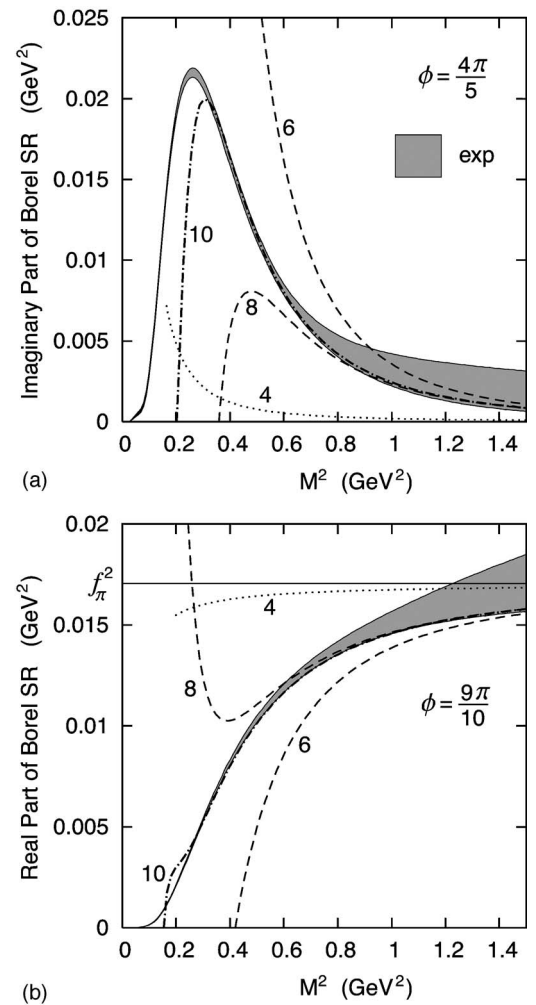 0.025
0.02
0.015
0.01
0.005
0
Imaginary Part of Borel SR (GeV²)
ϕ = 4π/5
exp
6
10
8
4
0 0.2 0.4 0.6 0.8 1 1.2 1.4
(a)
M² (GeV²)
0.02
f_π²
0.015
0.01
0.005
0
Real Part of Borel SR (GeV²)
4
8
ϕ = 9π/10
6
10
0 0.2 0.4 0.6 0.8 1 1.2 1.4
(b)
M² (GeV²)